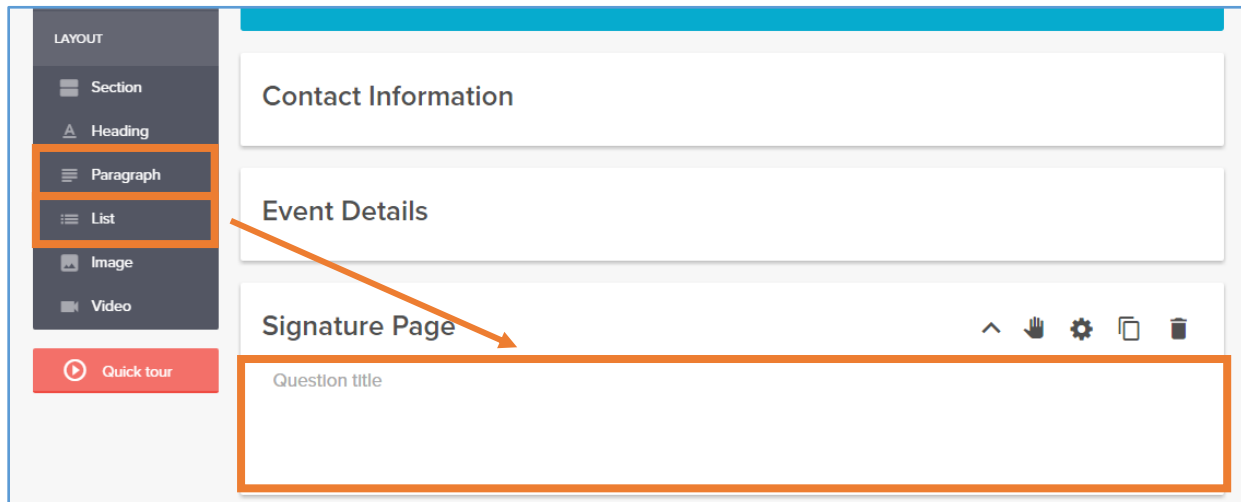 LAYOUT
Section
Heading
Paragraph
List
Image
Video
Quick tour
Contact Information
Event Details
Signature Page
Question title